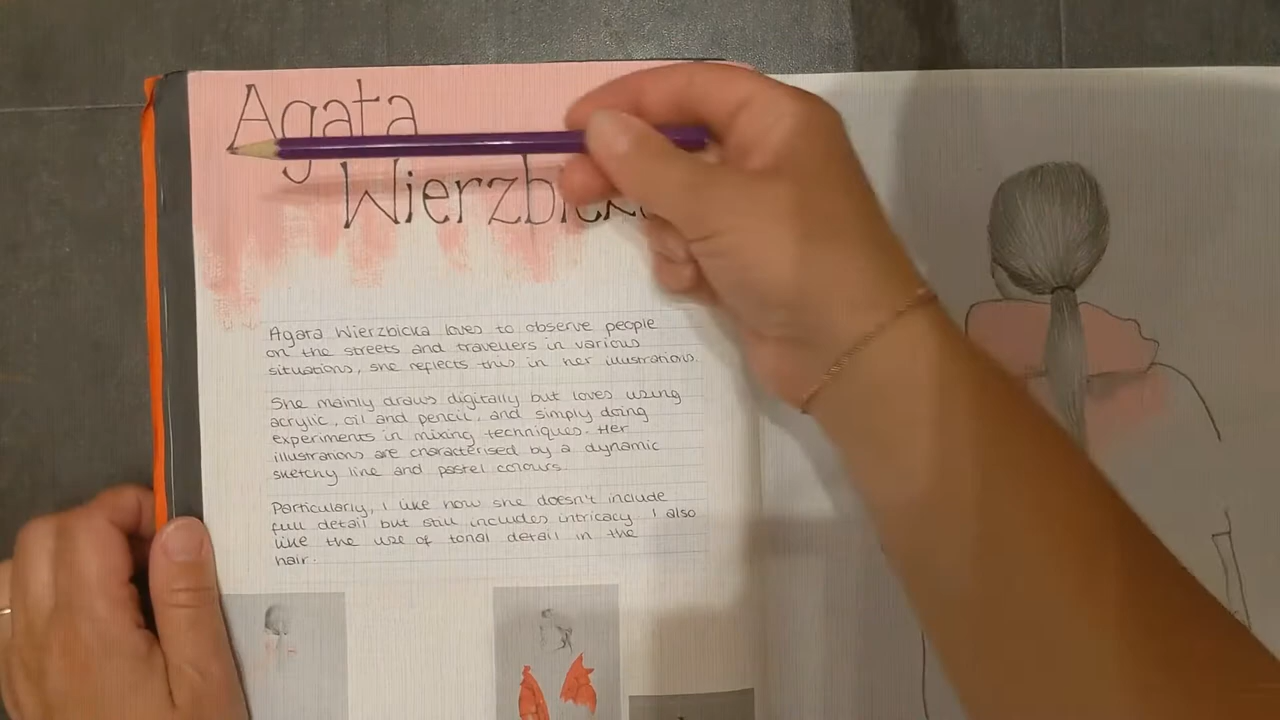 Agata
Wierzbicka
Agara Wierzbicka loves to observe people
on the streets and travellers in various
situations, she reflects this in her illustrations.
She mainly draws digitally but loves using
acrylic, oil and pencil, and simply doing
experiments in mixing techniques. Her
illustrations are characterised by a dynamic
sketchy line and pastel colours.
Particularly, I like how she doesn't include
full detail but still includes intricacy. I also
like the use of tonal detail in the
hair.